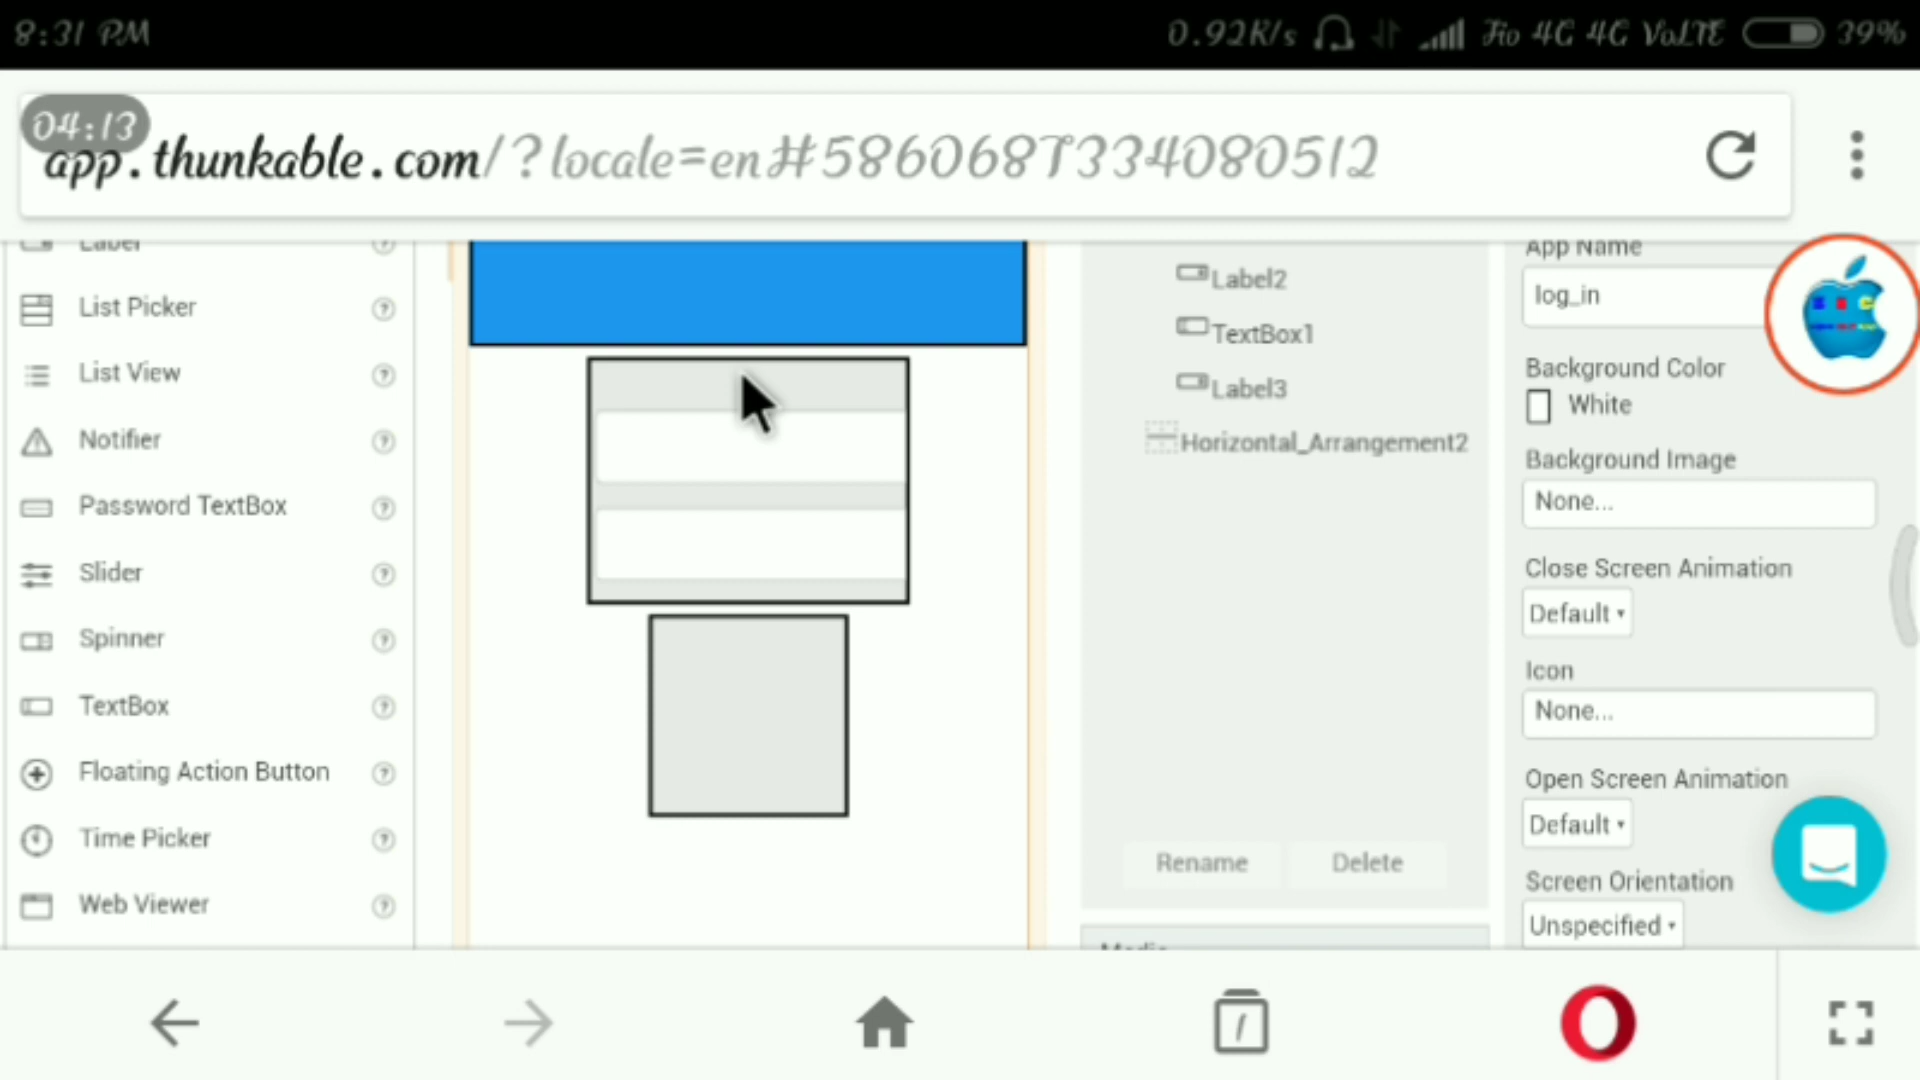 8:31 PM
0.92K/s Jio 4G 4G VoLTE 39%
04:13
app.thunkable.com/?locale=en#5860687334080512
Label
List Picker
List View
Notifier
Password TextBox
Slider
Spinner
TextBox
Floating Action Button
Time Picker
Web Viewer
Label2
TextBox1
Label3
Horizontal_Arrangement2
Rename Delete
Media
App Name
log_in
Background Color
White
Background Image
None...
Close Screen Animation
Default
Icon
None...
Open Screen Animation
Default
Screen Orientation
Unspecified